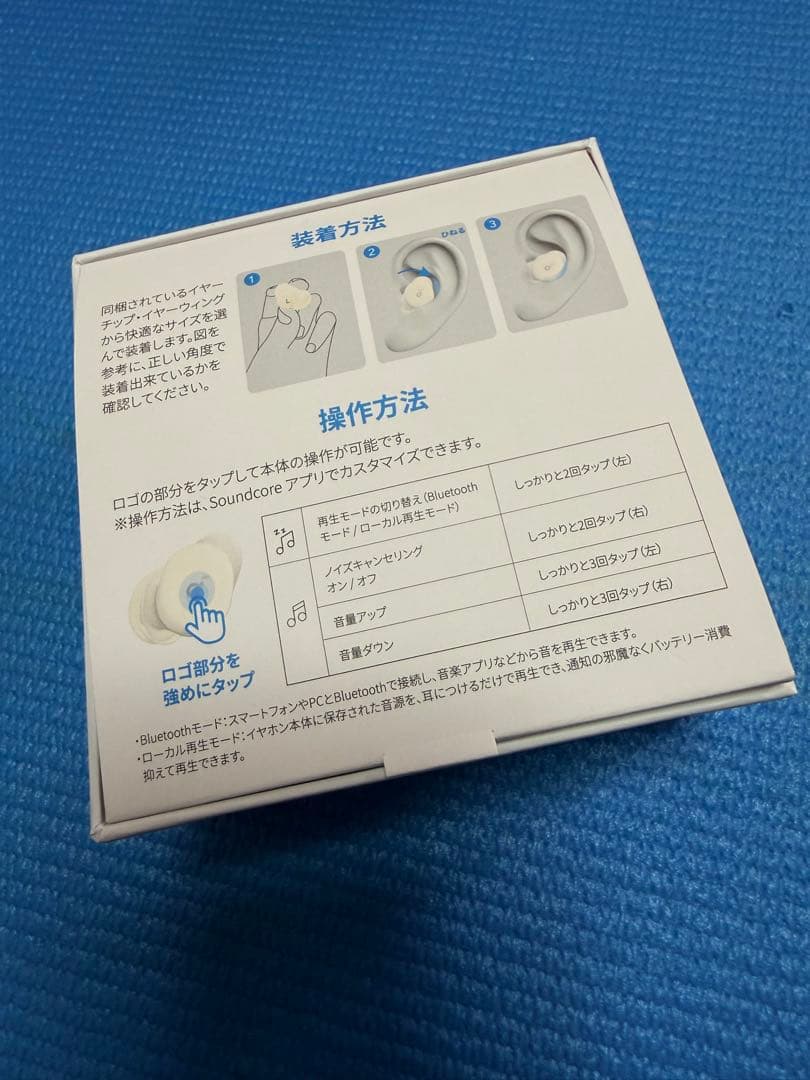 装着方法
同梱されているイヤー
チップ・イヤーウィング
から快適なサイズを選
んで装着します。図を
参考に、正しい角度で
装着出来ているかを
確認してください。
1
2
ひねる
3
操作方法
ロゴの部分をタップして本体の操作が可能です。
※操作方法は、Soundcore アプリでカスタマイズできます。
再生モードの切り替え（Bluetooth
モード / ローカル再生モード）
しっかりと2回タップ（左）
ノイズキャンセリング
オン / オフ
しっかりと2回タップ（右）
音量アップ
しっかりと3回タップ（左）
音量ダウン
しっかりと3回タップ（右）
ロゴ部分を
強めにタップ
・Bluetoothモード：スマートフォンやPCとBluetoothで接続し、音楽アプリなどから音を再生できます。
・ローカル再生モード：イヤホン本体に保存された音源を、耳につけるだけで再生でき、通知の邪魔なくバッテリー消費
抑えて再生できます。